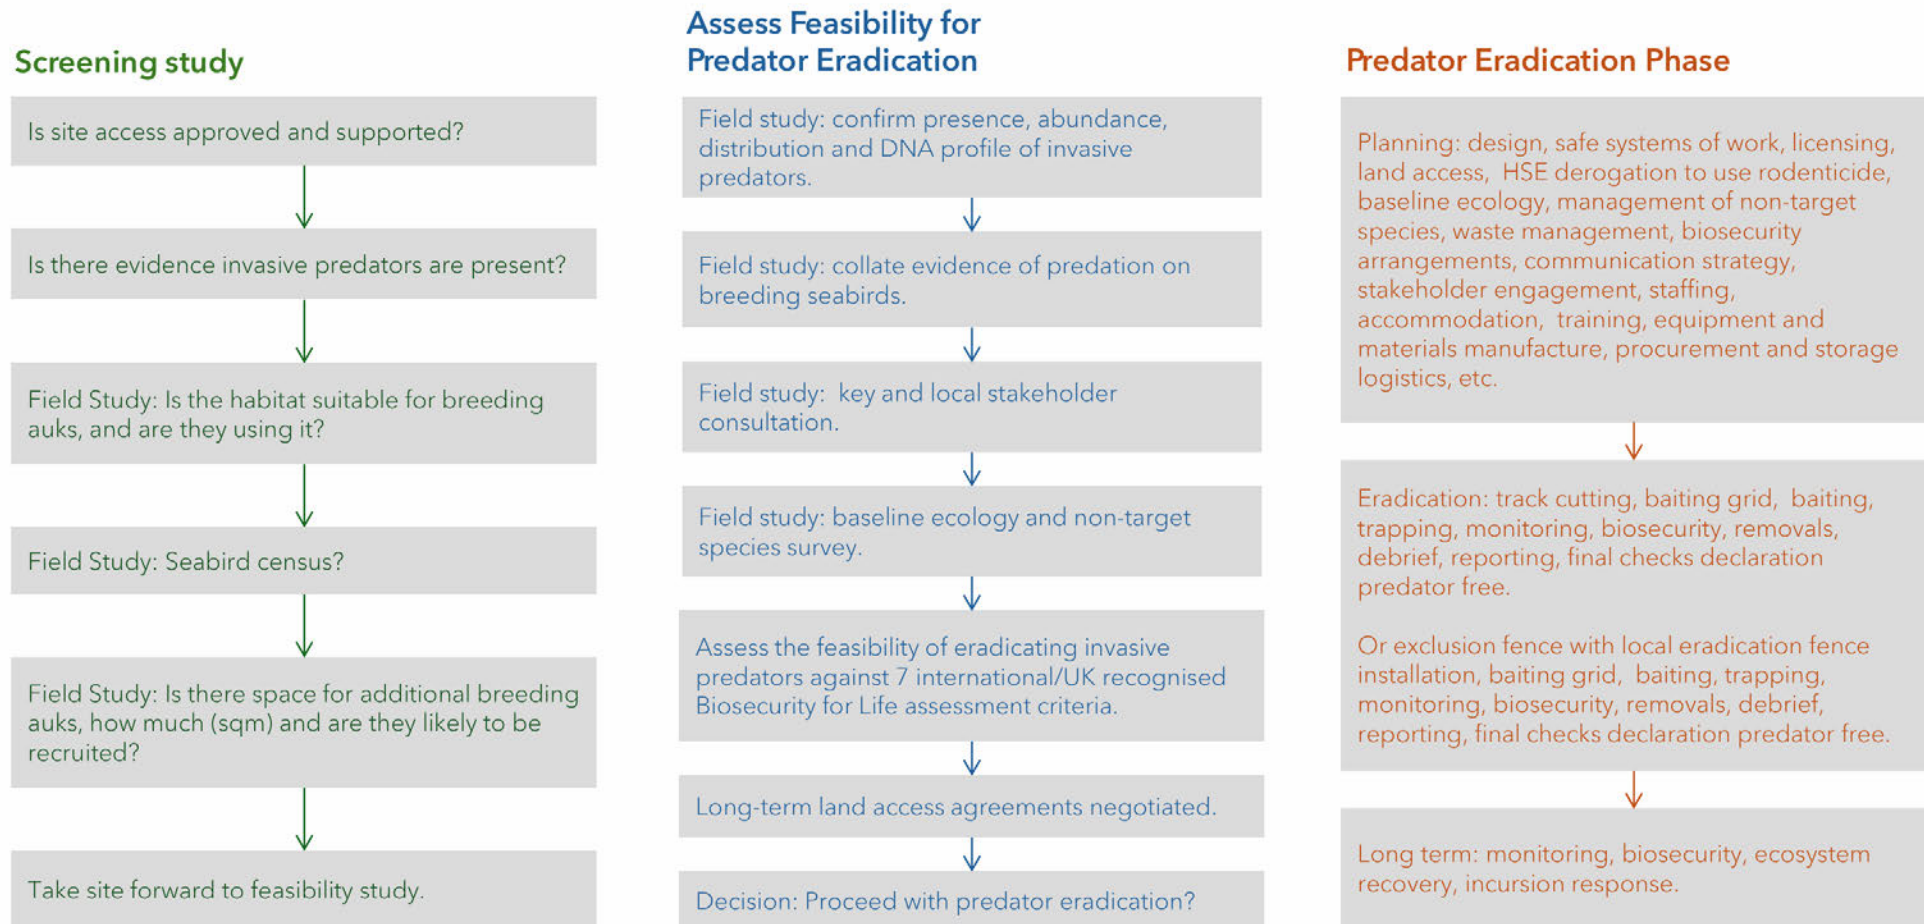 Screening study
Is site access approved and supported?
Is there evidence invasive predators are present?
Field Study: Is the habitat suitable for breeding
auks, and are they using it?
Field Study: Seabird census?
Field Study: Is there space for additional breeding
auks, how much (sqm) and are they likely to be
recruited?
Take site forward to feasibility study.
Assess Feasibility for
Predator Eradication
Field study: confirm presence, abundance,
distribution and DNA profile of invasive
predators.
Field study: collate evidence of predation on
breeding seabirds.
Field study: key and local stakeholder
consultation.
Field study: baseline ecology and non-target
species survey.
Assess the feasibility of eradicating invasive
predators against 7 international/UK recognised
Biosecurity for Life assessment criteria.
Long-term land access agreements negotiated.
Decision: Proceed with predator eradication?
Predator Eradication Phase
Planning: design, safe systems of work, licensing,
land access, HSE derogation to use rodenticide,
baseline ecology, management of non-target
species, waste management, biosecurity
arrangements, communication strategy,
stakeholder engagement, staffing,
accommodation, training, equipment and
materials manufacture, procurement and storage
logistics, etc.
Eradication: track cutting, baiting grid, baiting,
trapping, monitoring, biosecurity, removals,
debrief, reporting, final checks declaration
predator free.
Or exclusion fence with local eradication fence
installation, baiting grid, baiting, trapping,
monitoring, biosecurity, removals, debrief,
reporting, final checks declaration predator free.
Long term: monitoring, biosecurity, ecosystem
recovery, incursion response.